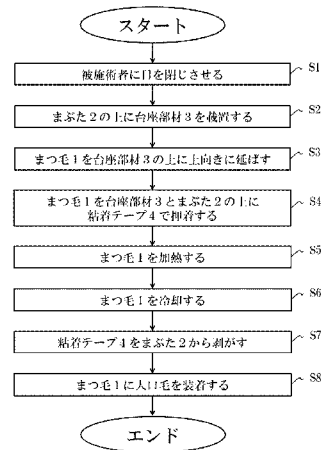 スタート
S1
被施術者に目を閉じさせる
S2
まぶた2の上に台座部材3を載置する
S3
まつ毛1を台座部材3の上に上向きに延ばす
S4
まつ毛1を台座部材3とまぶた2の上に
粘着テープ4で押着する
S5
まつ毛1を加熱する
S6
まつ毛1を冷却する
S7
粘着テープ4をまぶた2から剥がす
S8
まつ毛1に人口毛を装着する
エンド